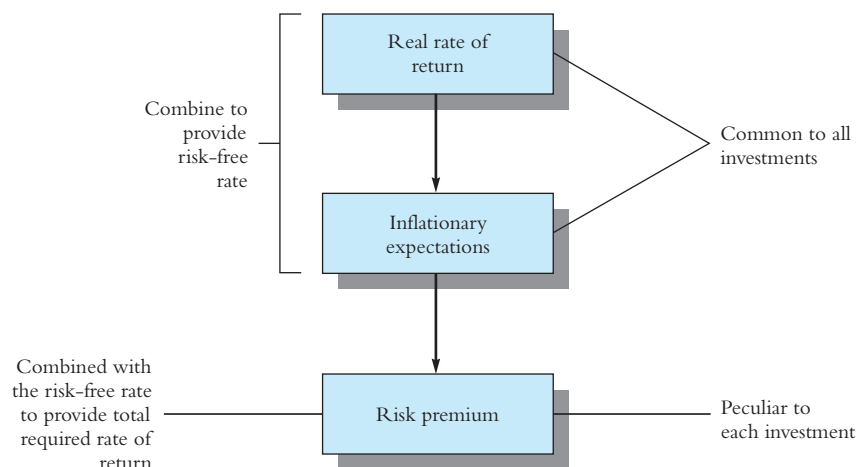 Real rate of
return
Combine to
provide
risk-free
rate
Common to all
investments
Inflationary
expectations
Combined with
the risk-free rate
to provide total
required rate of
return
Risk premium
Peculiar to
each investment